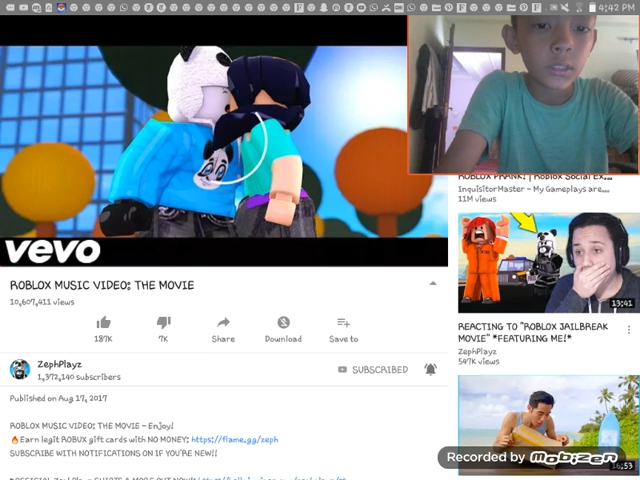 4:42 PM
vevo
ROBLOX MUSIC VIDEO: THE MOVIE
10,607,411 views
187K
7K
Share
Download
Save to
ZephPlayz
1,372,140 subscribers
SUBSCRIBED
Published on Aug 17, 2017
ROBLOX MUSIC VIDEO: THE MOVIE - Enjoy!
🔥Earn legit ROBUX gift cards with NO MONEY: https://flame.gg/zeph
SUBSCRIBE WITH NOTIFICATIONS ON IF YOU'RE NEW!!
ROBLOX PRANK! | Roblox Social Ex...
InquisitorMaster - My Gameplays are...
11M views
13:41
REACTING TO "ROBLOX JAILBREAK
MOVIE" *FEATURING ME!*
ZephPlayz
547K views
16:53
Recorded by Mobizen